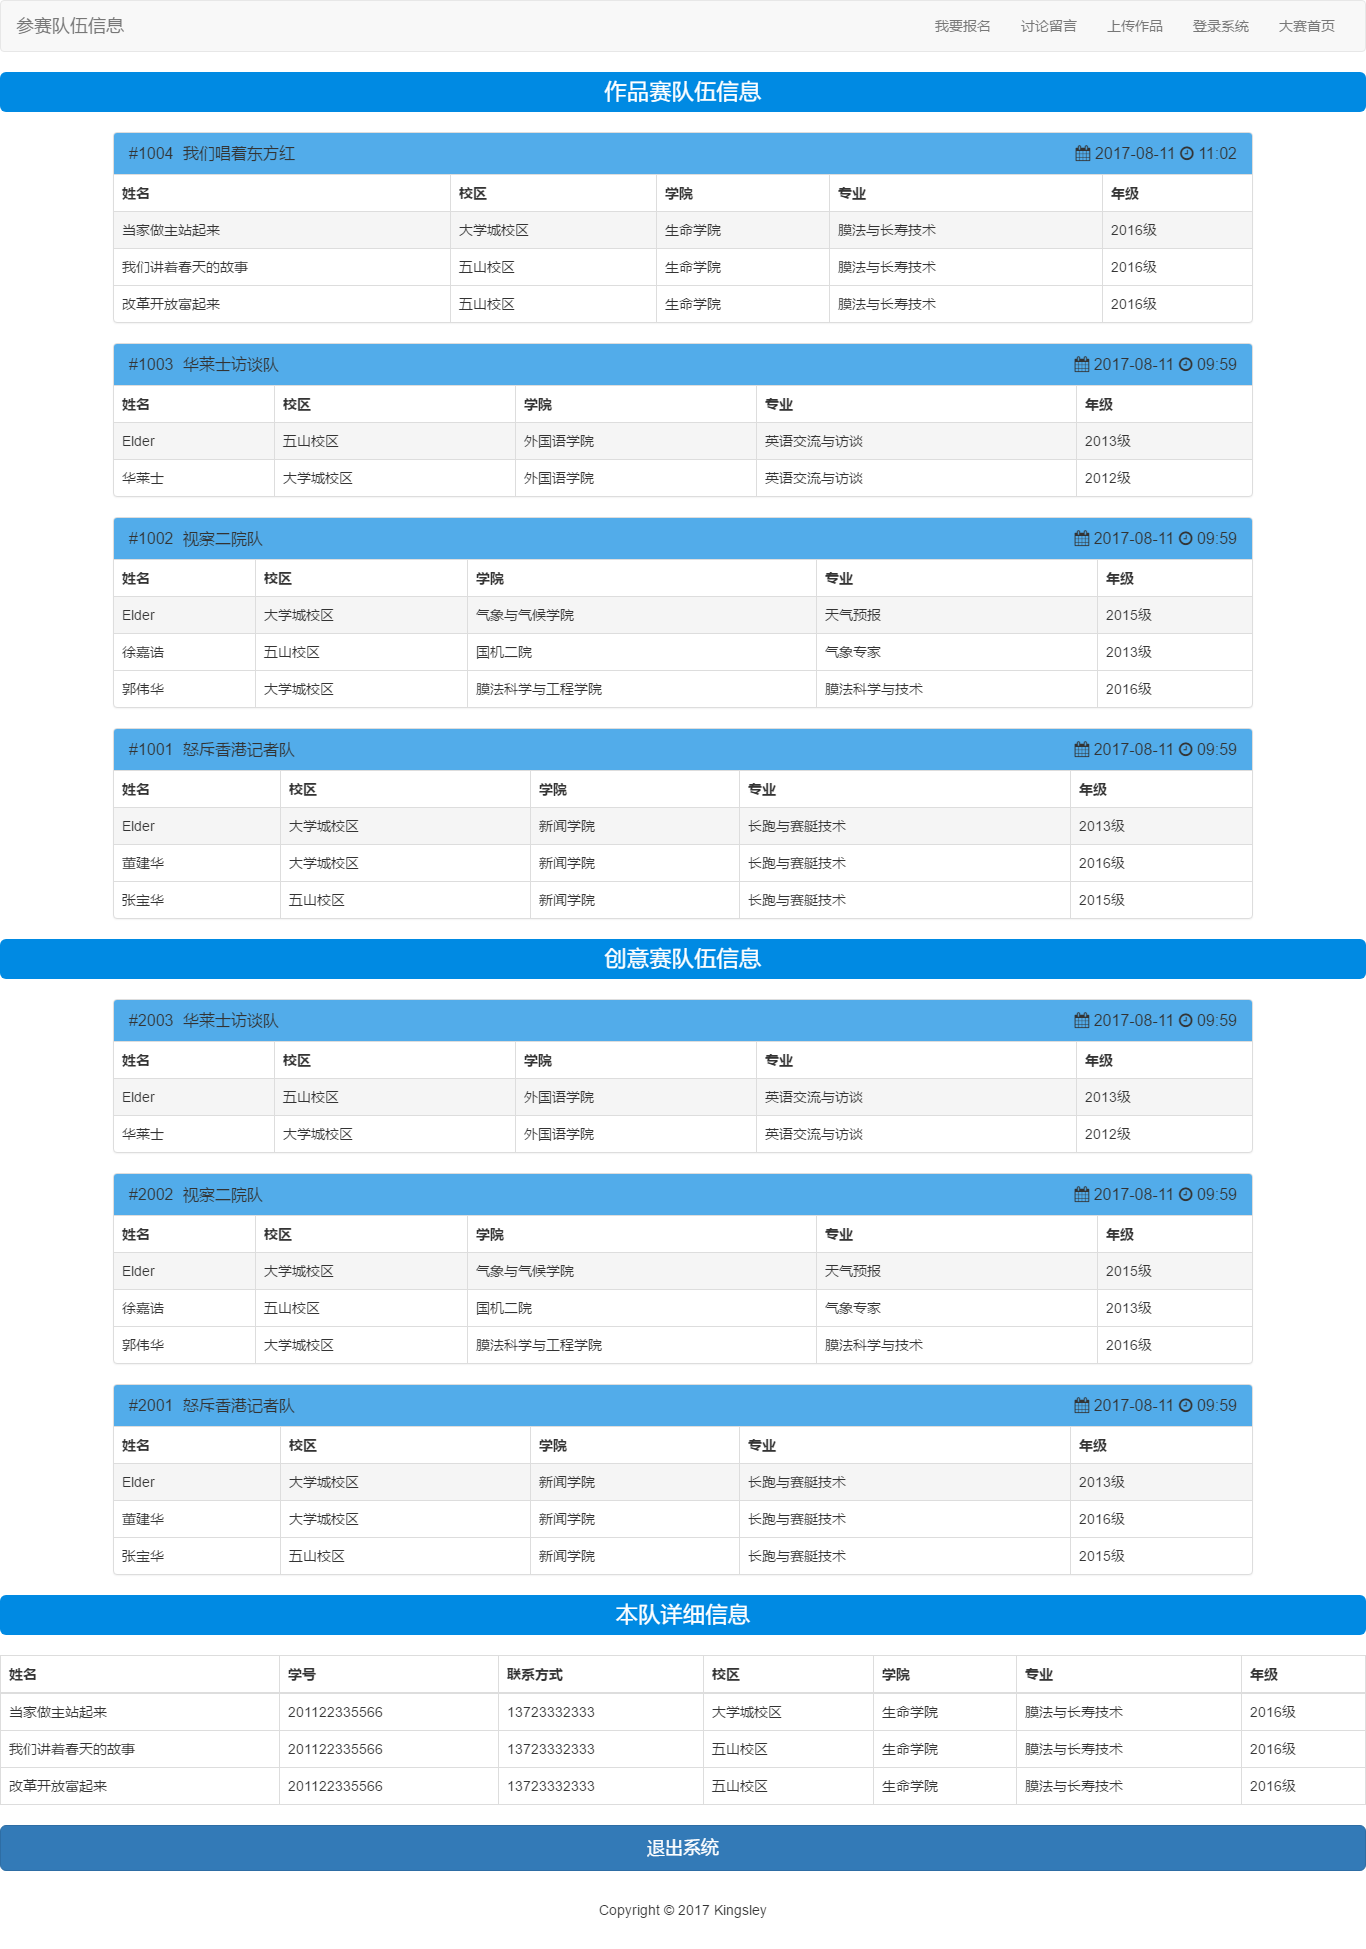 参赛队伍信息 我要报名 讨论留言 上传作品 登录系统 大赛首页
作品赛队伍信息
#1004 我们唱着东方红 2017-08-11 11:02
姓名 校区 学院 专业 年级
当家做主站起来 大学城校区 生命学院 膜法与长寿技术 2016级
我们讲着春天的故事 五山校区 生命学院 膜法与长寿技术 2016级
改革开放富起来 五山校区 生命学院 膜法与长寿技术 2016级
#1003 华莱士访谈队 2017-08-11 09:59
姓名 校区 学院 专业 年级
Elder 五山校区 外国语学院 英语交流与访谈 2013级
华莱士 大学城校区 外国语学院 英语交流与访谈 2012级
#1002 视察二院队 2017-08-11 09:59
姓名 校区 学院 专业 年级
Elder 大学城校区 气象与气候学院 天气预报 2015级
徐嘉诰 五山校区 国机二院 气象专家 2013级
郭伟华 大学城校区 膜法科学与工程学院 膜法科学与技术 2016级
#1001 怒斥香港记者队 2017-08-11 09:59
姓名 校区 学院 专业 年级
Elder 大学城校区 新闻学院 长跑与赛艇技术 2013级
董建华 大学城校区 新闻学院 长跑与赛艇技术 2016级
张宝华 五山校区 新闻学院 长跑与赛艇技术 2015级
创意赛队伍信息
#2003 华莱士访谈队 2017-08-11 09:59
姓名 校区 学院 专业 年级
Elder 五山校区 外国语学院 英语交流与访谈 2013级
华莱士 大学城校区 外国语学院 英语交流与访谈 2012级
#2002 视察二院队 2017-08-11 09:59
姓名 校区 学院 专业 年级
Elder 大学城校区 气象与气候学院 天气预报 2015级
徐嘉诰 五山校区 国机二院 气象专家 2013级
郭伟华 大学城校区 膜法科学与工程学院 膜法科学与技术 2016级
#2001 怒斥香港记者队 2017-08-11 09:59
姓名 校区 学院 专业 年级
Elder 大学城校区 新闻学院 长跑与赛艇技术 2013级
董建华 大学城校区 新闻学院 长跑与赛艇技术 2016级
张宝华 五山校区 新闻学院 长跑与赛艇技术 2015级
本队详细信息
姓名 学号 联系方式 校区 学院 专业 年级
当家做主站起来 201122335566 13723332333 大学城校区 生命学院 膜法与长寿技术 2016级
我们讲着春天的故事 201122335566 13723332333 五山校区 生命学院 膜法与长寿技术 2016级
改革开放富起来 201122335566 13723332333 五山校区 生命学院 膜法与长寿技术 2016级
退出系统
Copyright © 2017 Kingsley